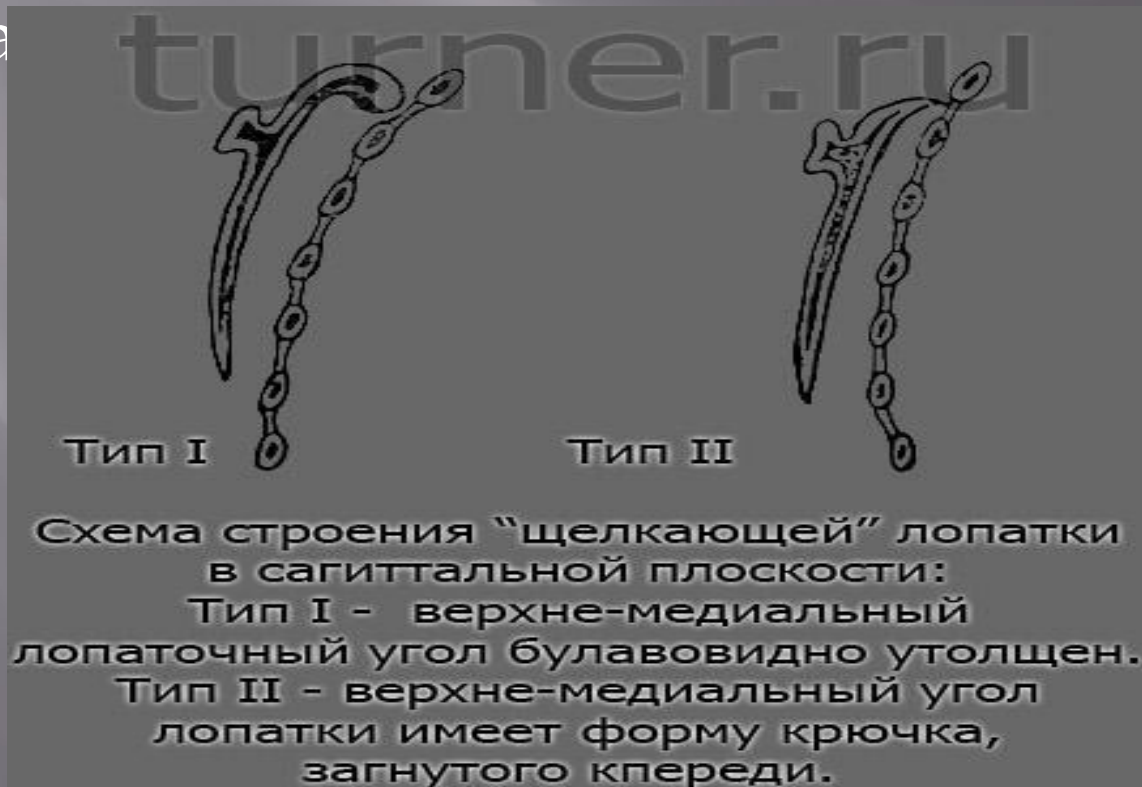 turner.ru
Тип I
Тип II
Схема строения “щелкающей” лопатки
в сагиттальной плоскости:
Тип I - верхне-медиальный
лопаточный угол булавовидно утолщен.
Тип II - верхне-медиальный угол
лопатки имеет форму крючка,
загнутого кпереди.